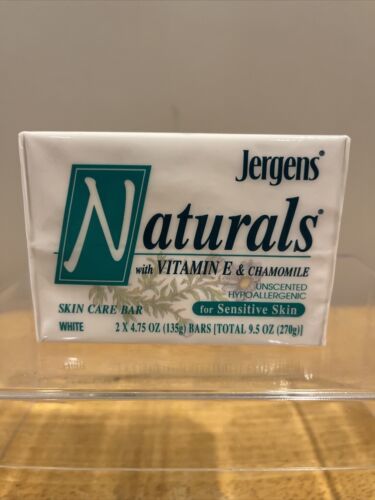 Jergens®
Naturals®
with VITAMIN E & CHAMOMILE
UNSCENTED
HYPOALLERGENIC
SKIN CARE BAR
for Sensitive Skin
WHITE
2 X 4.75 OZ (135g) BARS [TOTAL 9.5 OZ (270g)]